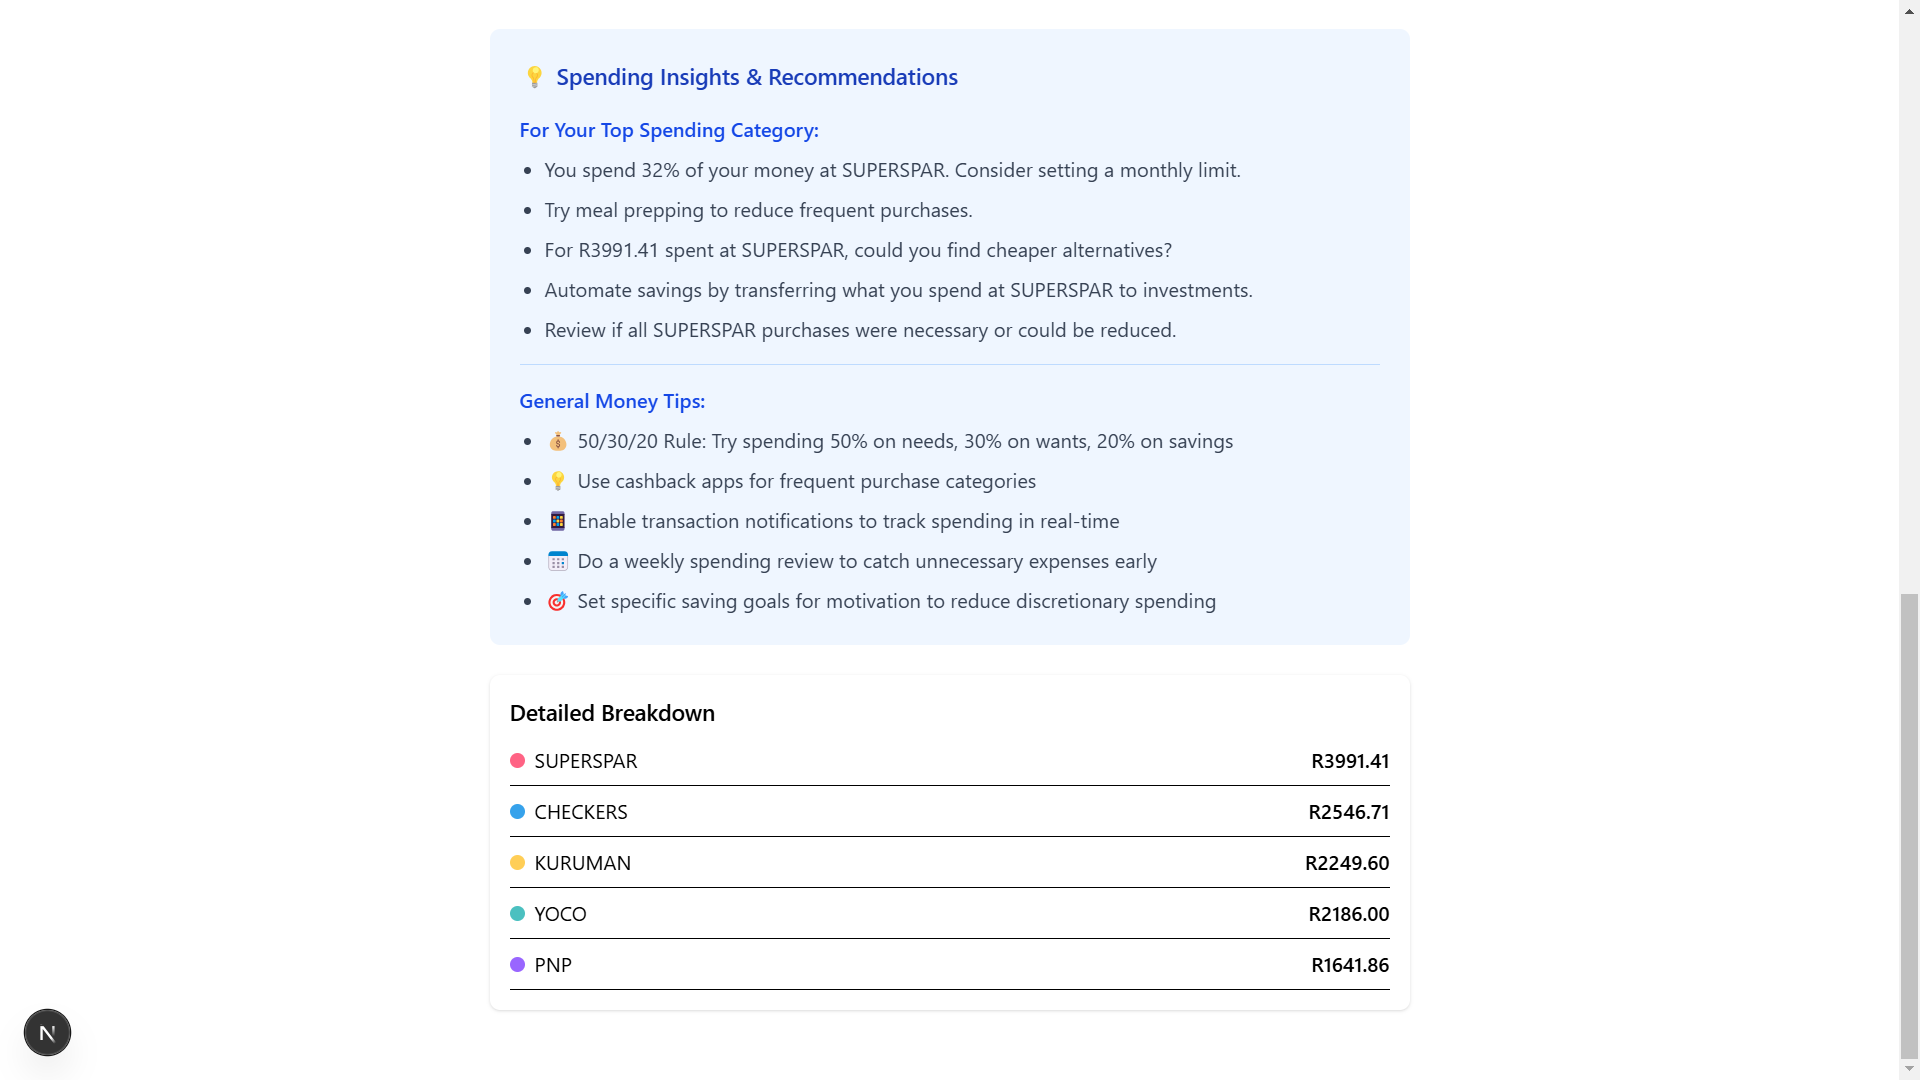 💡 Spending Insights & Recommendations
For Your Top Spending Category:
• You spend 32% of your money at SUPERSPAR. Consider setting a monthly limit.
• Try meal prepping to reduce frequent purchases.
• For R3991.41 spent at SUPERSPAR, could you find cheaper alternatives?
• Automate savings by transferring what you spend at SUPERSPAR to investments.
• Review if all SUPERSPAR purchases were necessary or could be reduced.
General Money Tips:
• 💰 50/30/20 Rule: Try spending 50% on needs, 30% on wants, 20% on savings
• 💡 Use cashback apps for frequent purchase categories
• 📱 Enable transaction notifications to track spending in real-time
• 📅 Do a weekly spending review to catch unnecessary expenses early
• 🎯 Set specific saving goals for motivation to reduce discretionary spending
Detailed Breakdown
SUPERSPAR R3991.41
CHECKERS R2546.71
KURUMAN R2249.60
YOCO R2186.00
PNP R1641.86
N